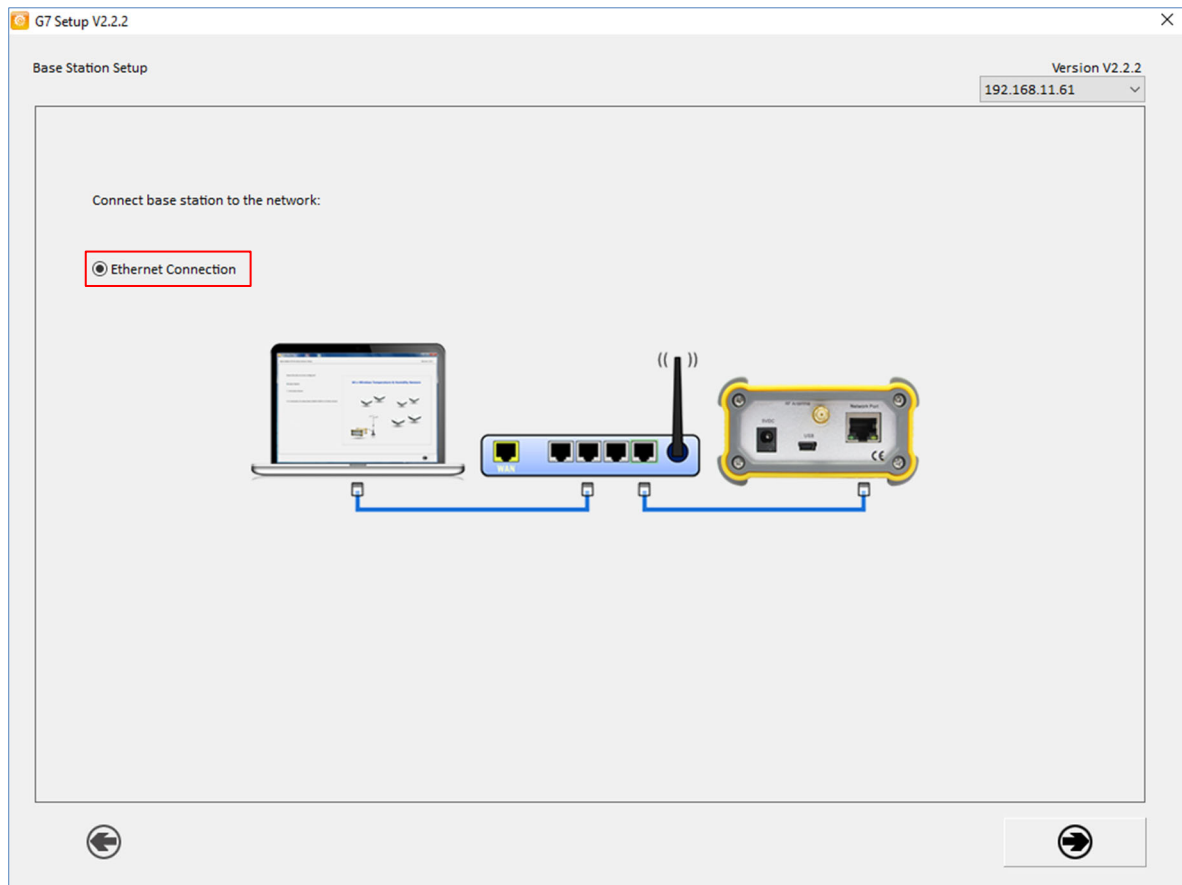 G7 Setup V2.2.2
Base Station Setup
Version V2.2.2
192.168.11.61
Connect base station to the network:
Ethernet Connection
WAN
5VDC
USB
Network Port
CE